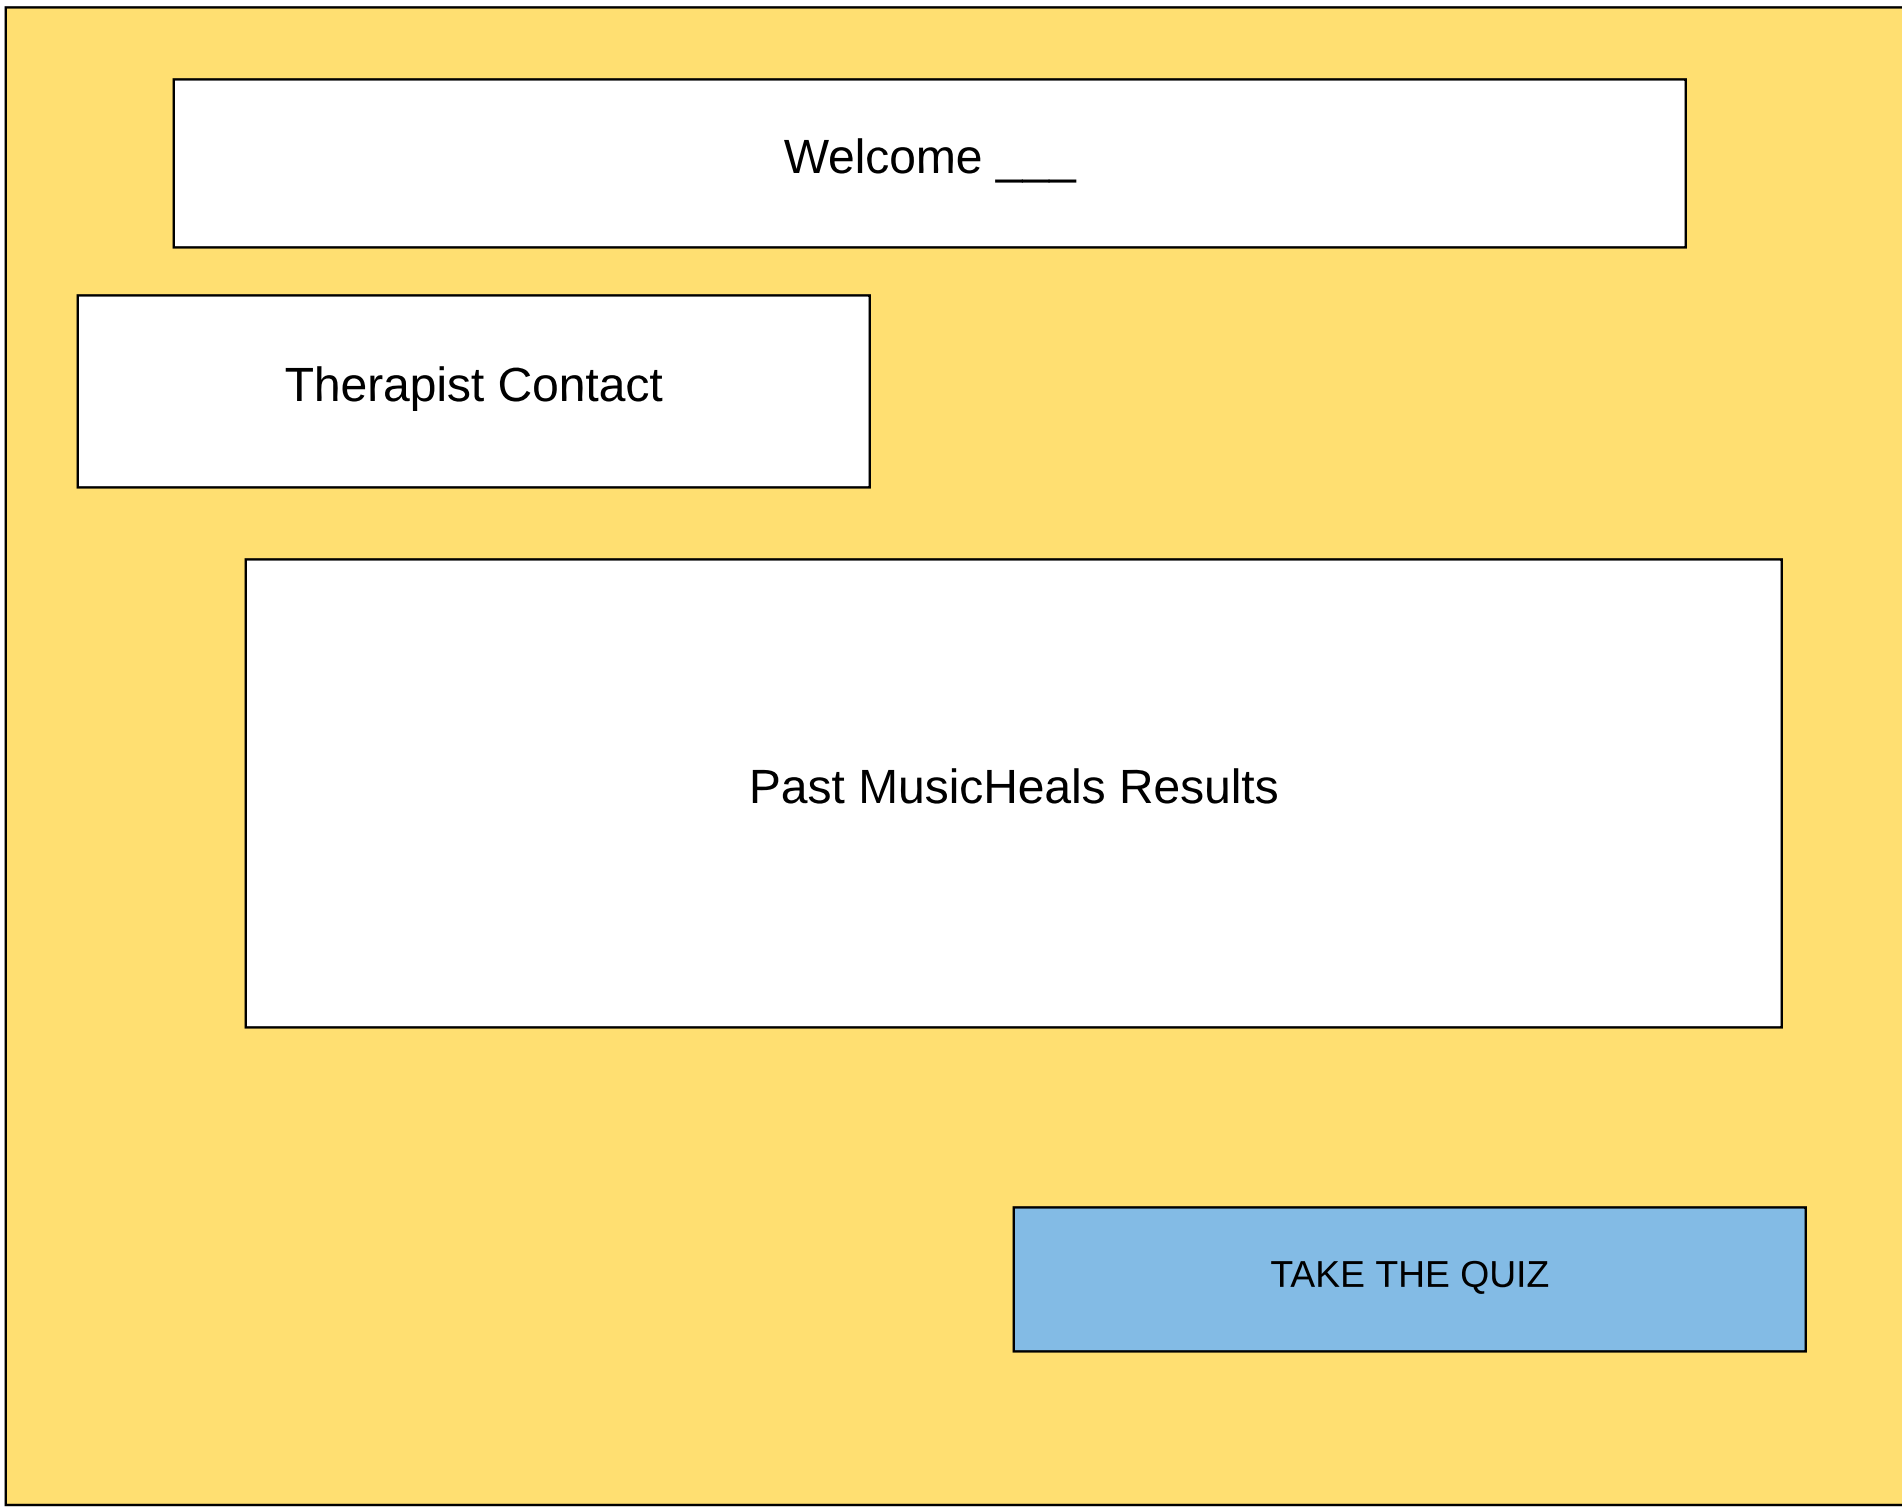 Welcome ___
Therapist Contact
Past MusicHeals Results
TAKE THE QUIZ